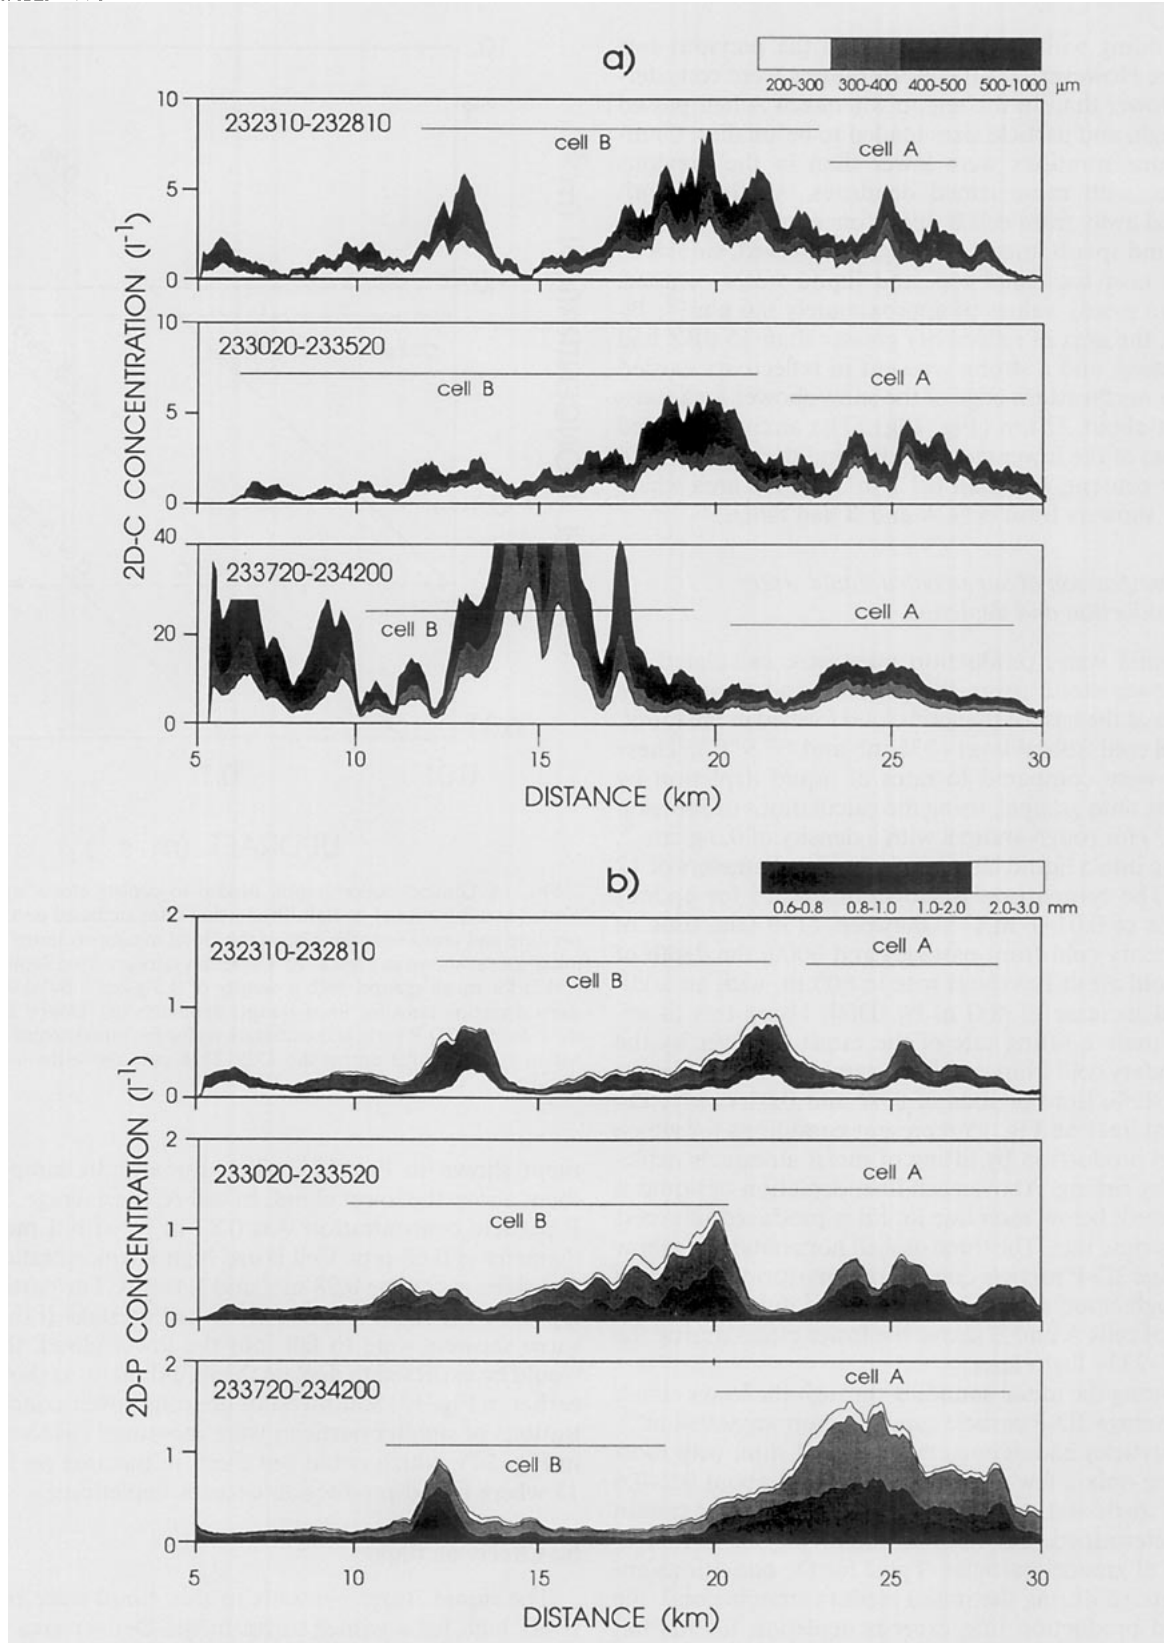 a)
200-300 300-400 400-500 500-1000 µm
2D-C CONCENTRATION (l⁻¹)
10
5
0
232310-232810
cell B
cell A
10
5
0
233020-233520
cell B
cell A
40
20
0
233720-234200
cell B
cell A
5 10 15 20 25 30
DISTANCE (km)
b)
0.6-0.8 0.8-1.0 1.0-2.0 2.0-3.0 mm
2D-P CONCENTRATION (l⁻¹)
2
1
0
232310-232810
cell B
cell A
2
1
0
233020-233520
cell B
cell A
2
1
0
233720-234200
cell B
cell A
5 10 15 20 25 30
DISTANCE (km)